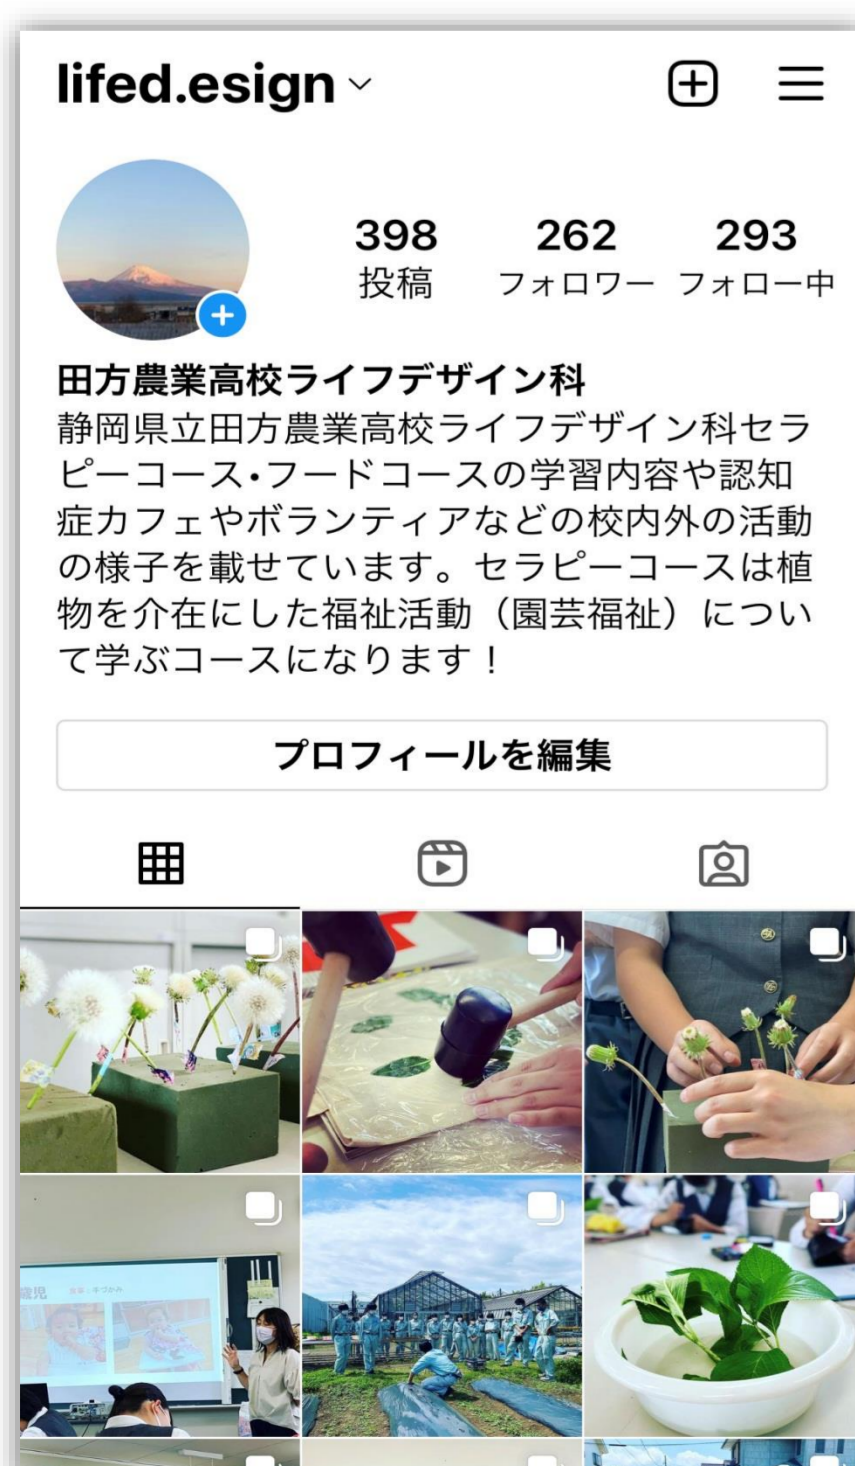 lifed.esign
398
262
293
投稿
フォロワー
フォロー中
田方農業高校ライフデザイン科
静岡県立田方農業高校ライフデザイン科セラ
ピーコース•フードコースの学習内容や認知
症カフェやボランティアなどの校内外の活動
の様子を載せています。セラピーコースは植
物を介在にした福祉活動（園芸福祉）につい
て学ぶコースになります！
プロフィールを編集
歳児
手づかみ